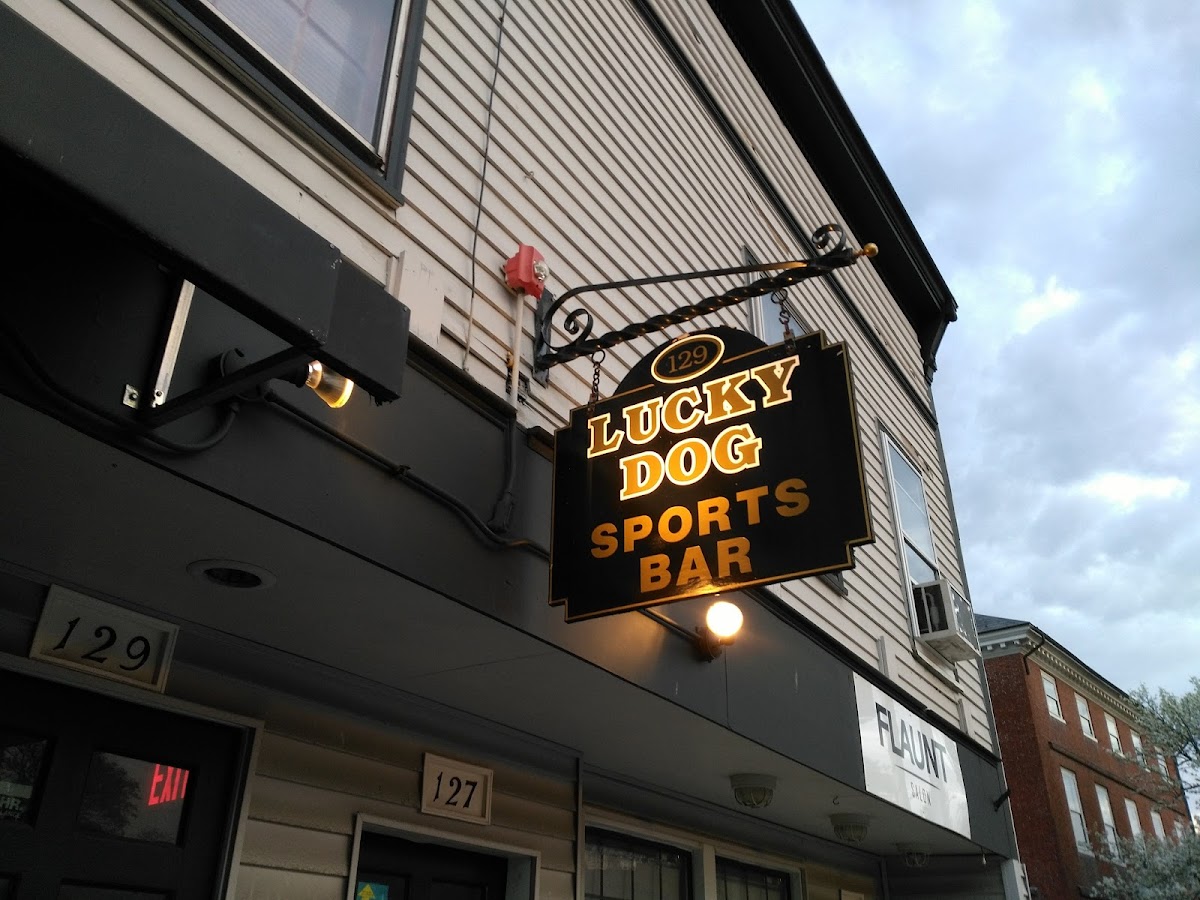 129
LUCKY
DOG
SPORTS
BAR
129
EXIT
127
FLAUNT
SALON